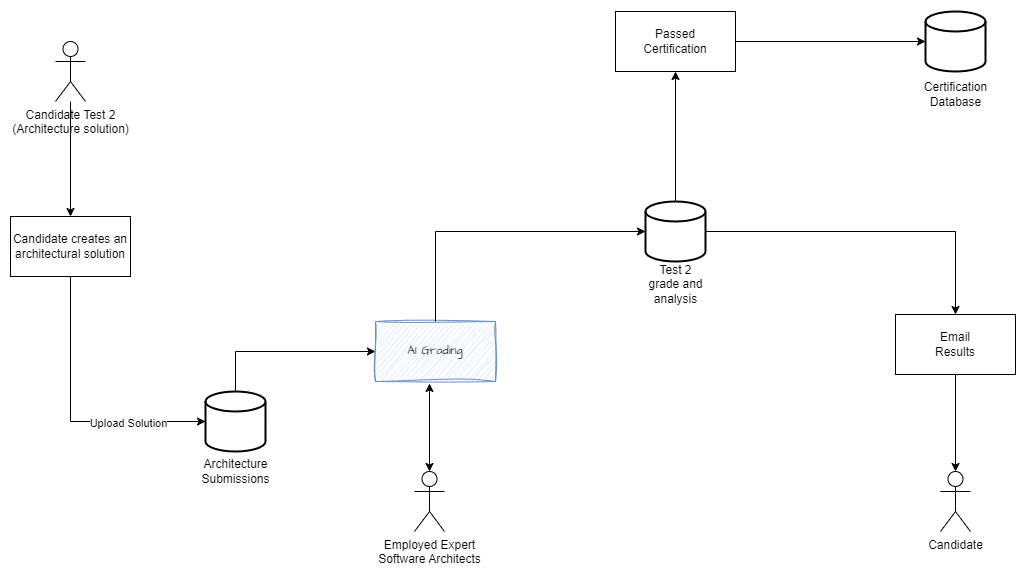 Passed
Certification
Certification
Database
Candidate Test 2
(Architecture solution)
Candidate creates an
architectural solution
Test 2
grade and
analysis
AI Grading
Email
Results
Upload Solution
Architecture
Submissions
Employed Expert
Software Architects
Candidate